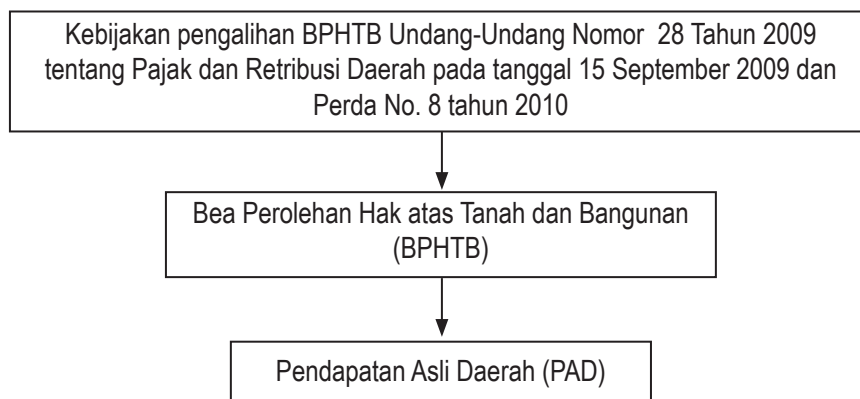 Kebijakan pengalihan BPHTB Undang-Undang Nomor 28 Tahun 2009
tentang Pajak dan Retribusi Daerah pada tanggal 15 September 2009 dan
Perda No. 8 tahun 2010
Bea Perolehan Hak atas Tanah dan Bangunan
(BPHTB)
Pendapatan Asli Daerah (PAD)